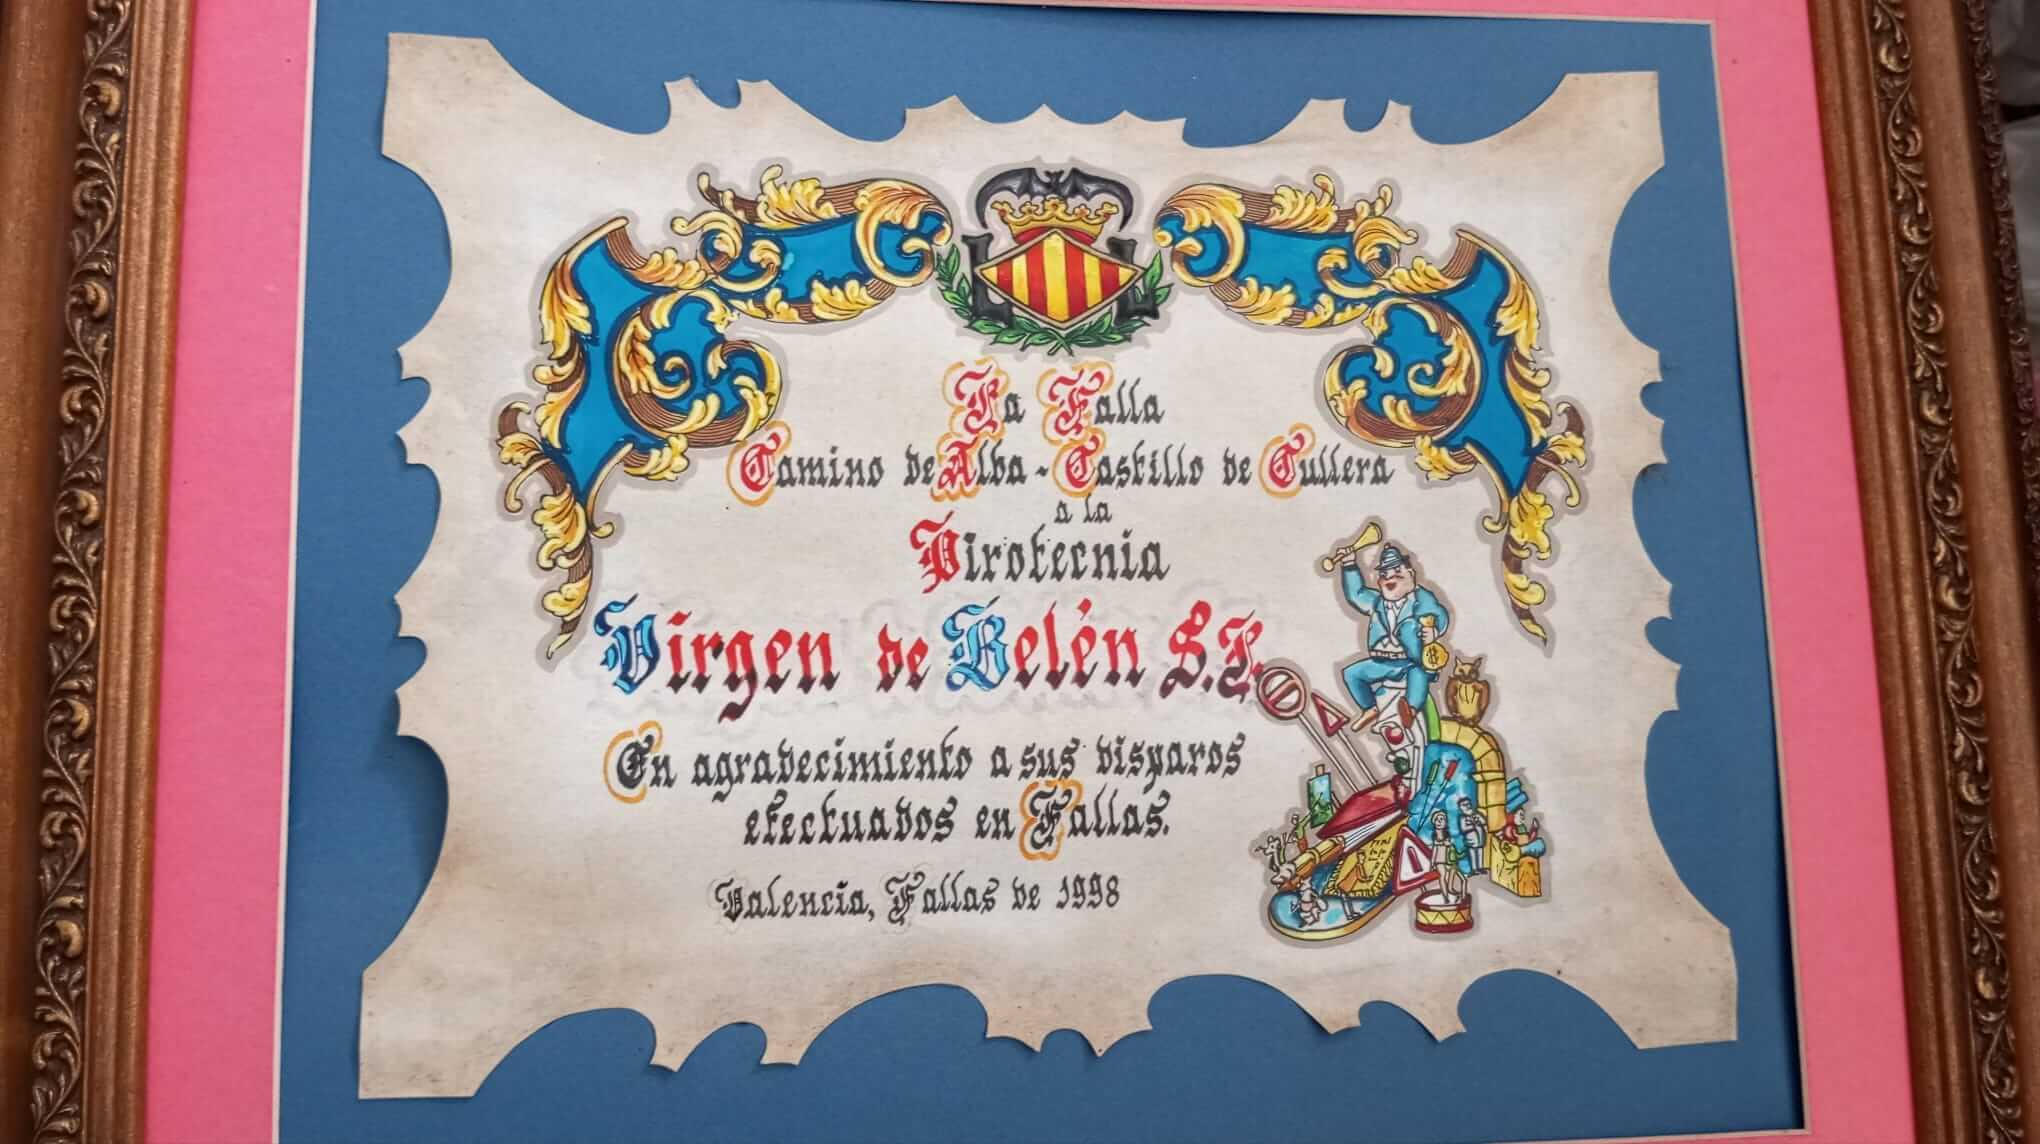 La Falla
Camino de Alba - Castillo de Cullera
a la
Pirotecnia
Virgen de Belén S.L.
En agradecimiento a sus disparos
efectuados en Fallas.
Valencia, Fallas de 1998